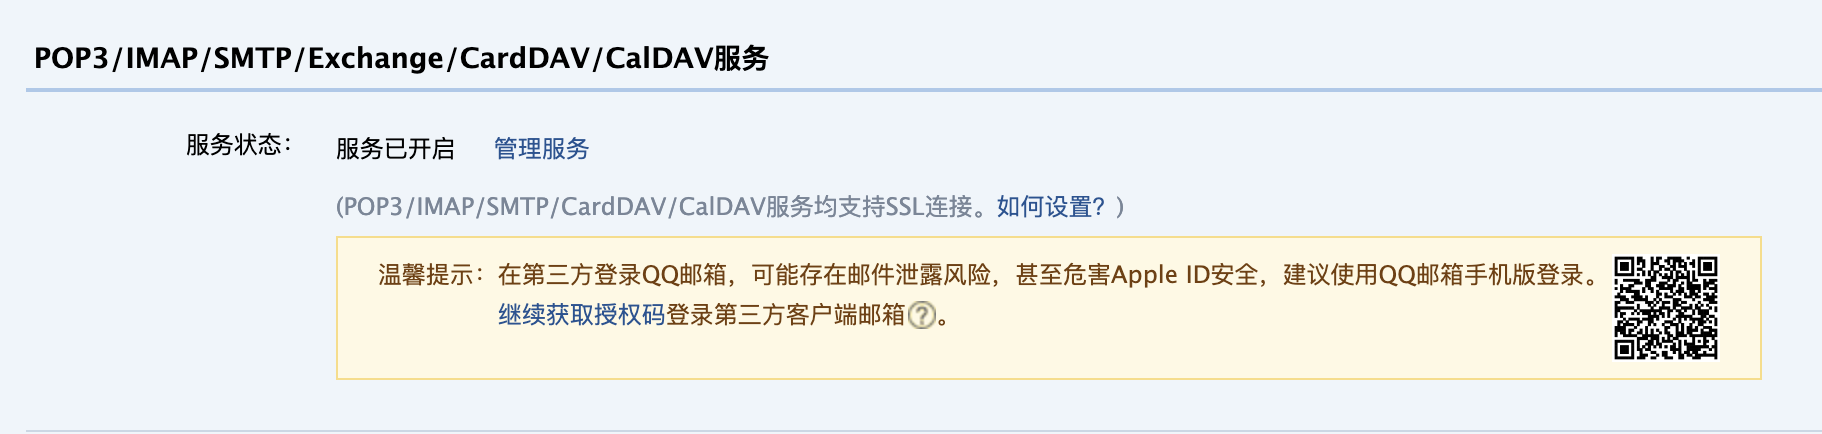 POP3/IMAP/SMTP/Exchange/CardDAV/CalDAV服务
服务状态： 服务已开启 管理服务
(POP3/IMAP/SMTP/CardDAV/CalDAV服务均支持SSL连接。如何设置？)
温馨提示：在第三方登录QQ邮箱，可能存在邮件泄露风险，甚至危害Apple ID安全，建议使用QQ邮箱手机版登录。
继续获取授权码登录第三方客户端邮箱?。